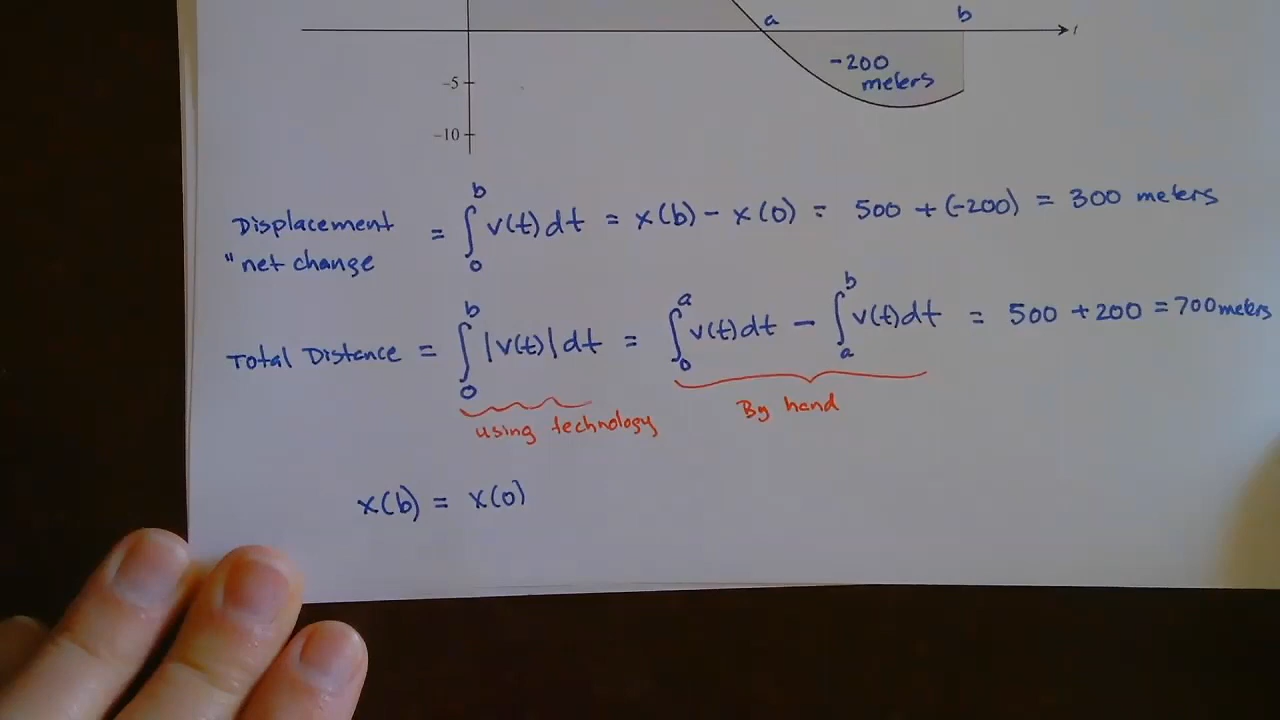 a
b
t
-200
meters
-5
-10
Displacement = ∫₀ᵇ v(t) dt = x(b) - x(0) = 500 + (-200) = 300 meters
"net change
Total Distance = ∫₀ᵇ |v(t)| dt = ∫₀ᵃ v(t) dt - ∫ₐᵇ v(t) dt = 500 + 200 = 700 meters
using technology
By hand
x(b) = x(0)